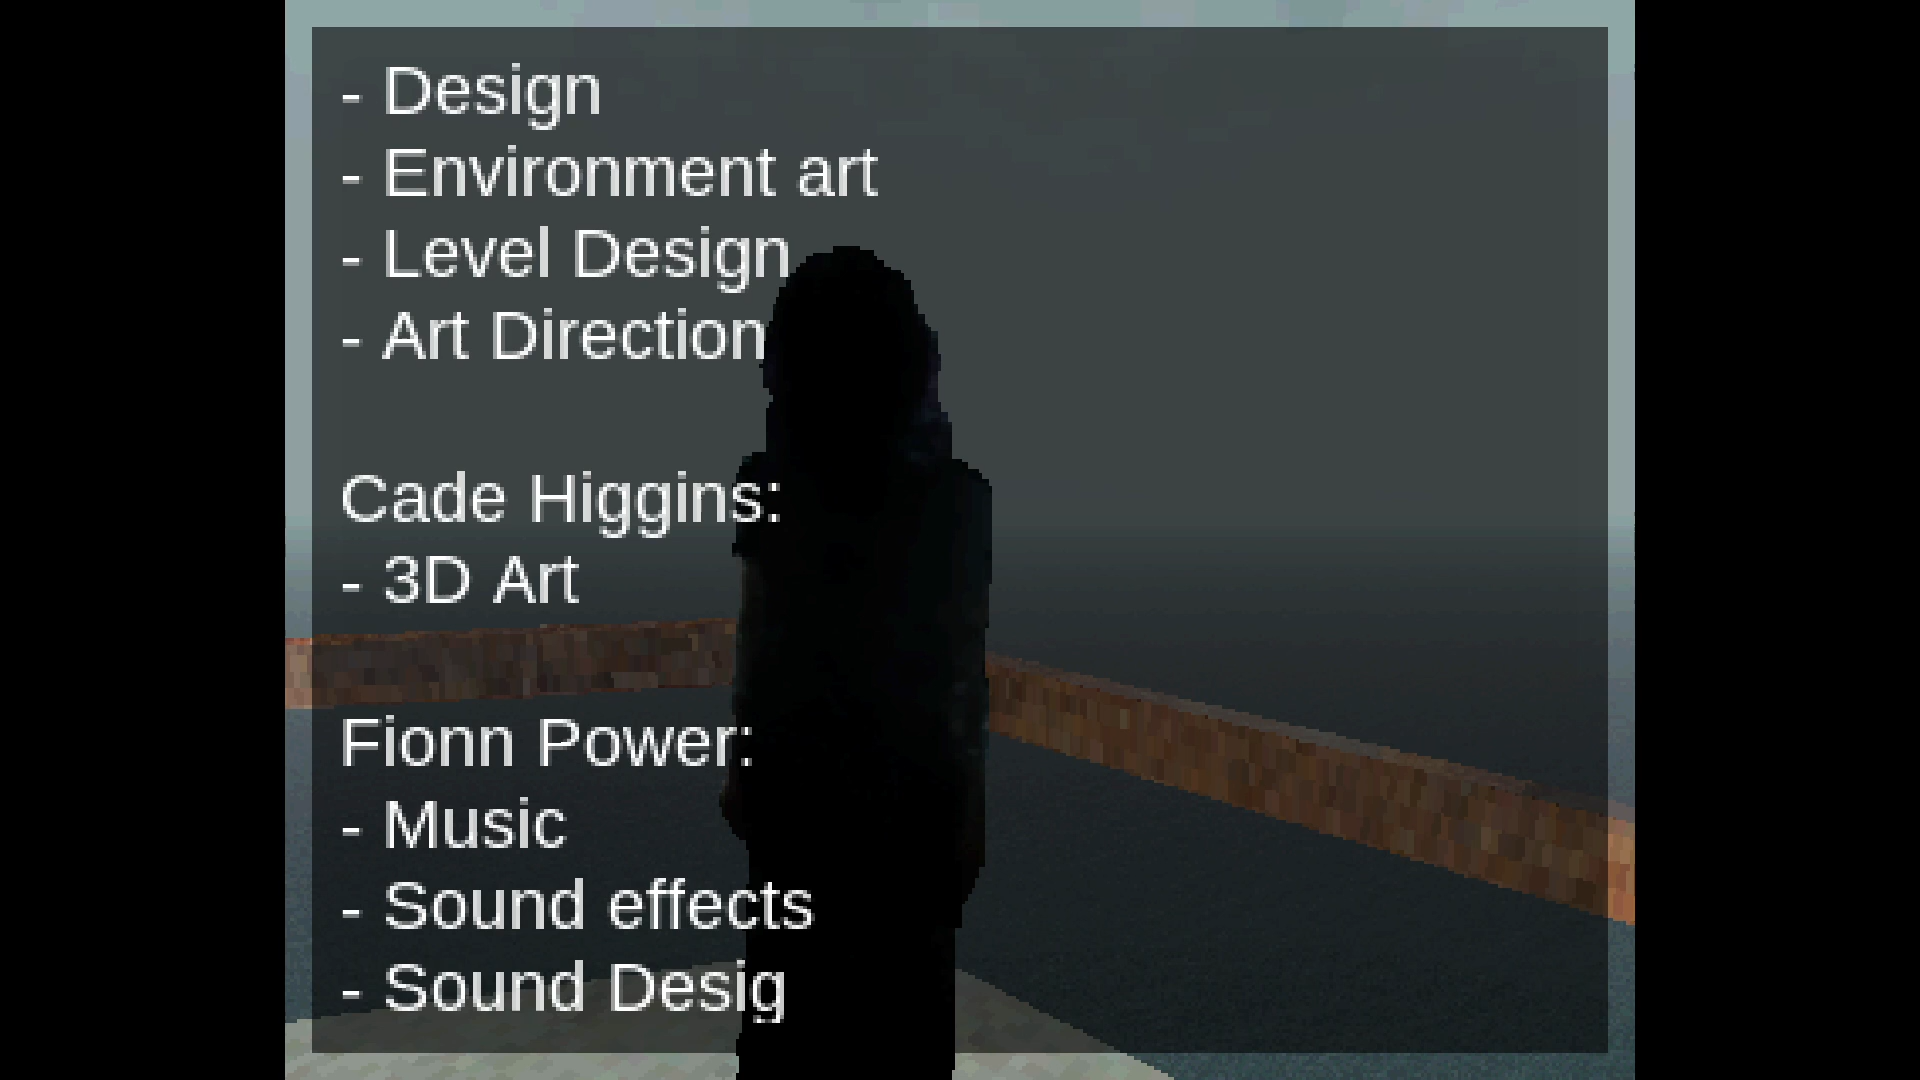 - Design
- Environment art
- Level Design
- Art Direction
Cade Higgins:
- 3D Art
Fionn Power:
- Music
- Sound effects
- Sound Desig